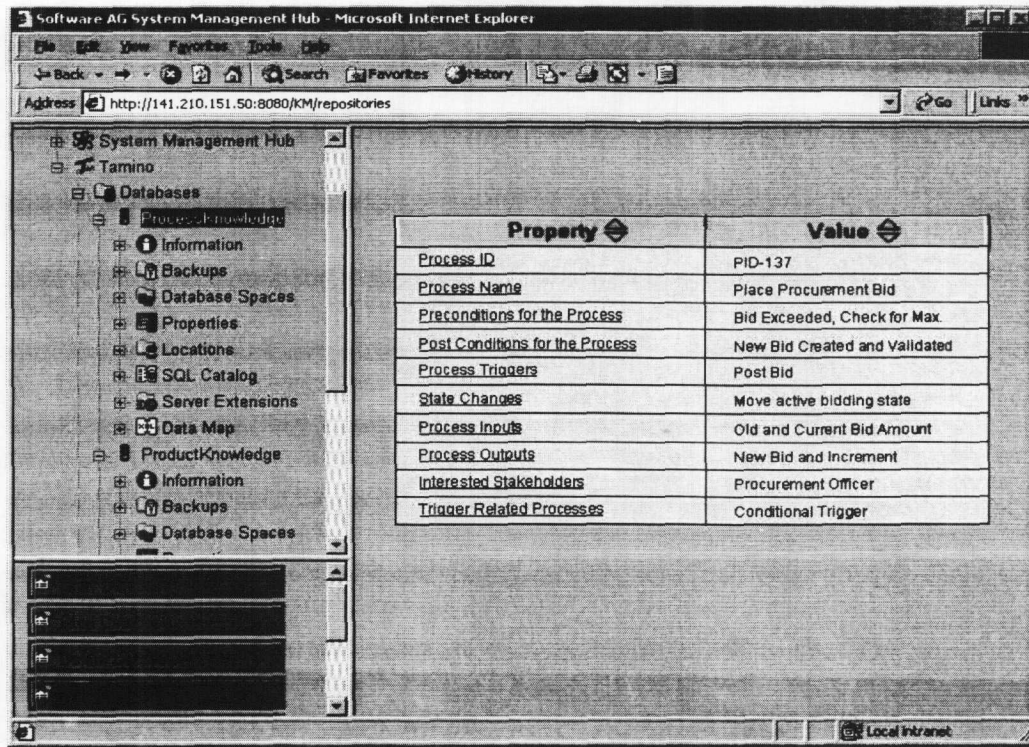 Software AG System Management Hub - Microsoft Internet Explorer
File Edit View Favorites Tools Help
Back Search Favorites History
Address http://141.210.151.50:8080/KM/repositories Go Links »
System Management Hub
Tamino
Databases
ProcessKnowledge
Information
Backups
Database Spaces
Properties
Locations
SQL Catalog
Server Extensions
Data Map
ProductKnowledge
Information
Backups
Database Spaces
Property Value
Process ID PID-137
Process Name Place Procurement Bid
Preconditions for the Process Bid Exceeded, Check for Max.
Post Conditions for the Process New Bid Created and Validated
Process Triggers Post Bid
State Changes Move active bidding state
Process Inputs Old and Current Bid Amount
Process Outputs New Bid and Increment
Interested Stakeholders Procurement Officer
Trigger Related Processes Conditional Trigger
Local intranet